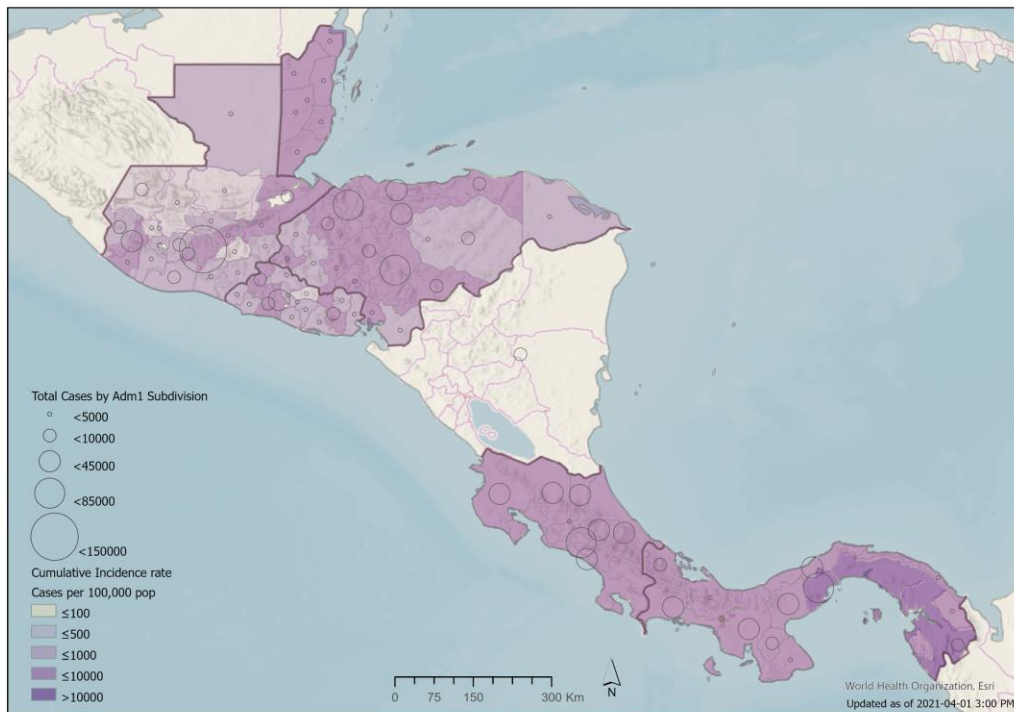 Total Cases by Adm1 Subdivision
<5000
<10000
<45000
<85000
<150000
Cumulative Incidence rate
Cases per 100,000 pop
≤100
≤500
≤1000
≤10000
>10000
0 75 150 300 Km
N
World Health Organization, Esri
Updated as of 2021-04-01 3:00 PM